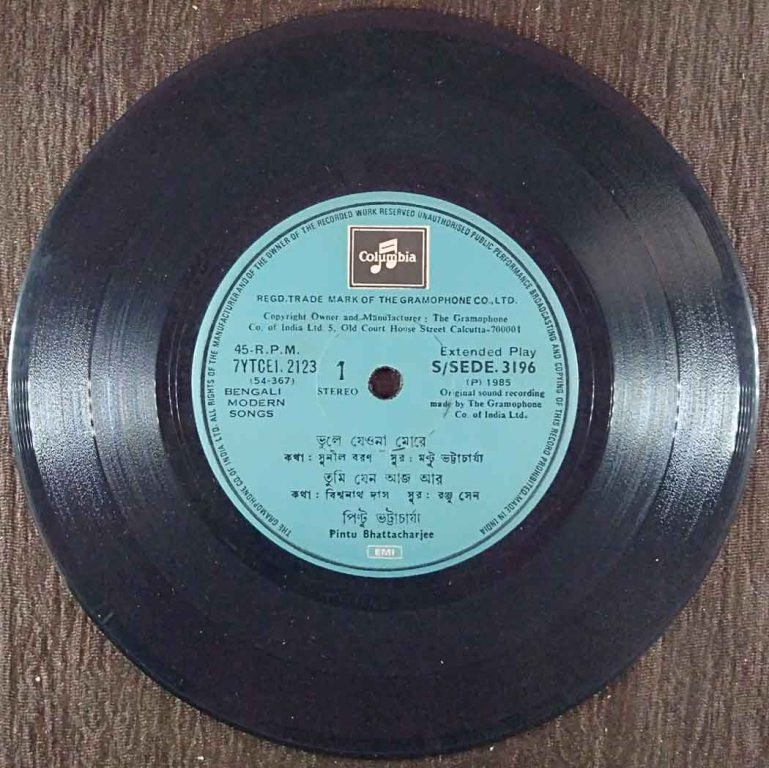 THE GRAMOPHONE CO. OF INDIA LTD. ALL RIGHTS OF THE MANUFACTURER AND OF THE OWNER OF THE RECORDED WORK RESERVED UNAUTHORISED PUBLIC PERFORMANCE BROADCASTING AND COPYING OF THIS RECORD PROHIBITED. MADE IN INDIA
Columbia
REGD. TRADE MARK OF THE GRAMOPHONE CO., LTD.
Copyright Owner and Manufacturer : The Gramophone
Co. of India Ltd. 5, Old Court House Street Calcutta-700001
45-R.P.M.
7YTCE1. 2123
(54-367)
BENGALI
MODERN
SONGS
1
STEREO
Extended Play
S/SEDE. 3196
(P) 1985
Original sound recording
made by The Gramophone
Co. of India Ltd.
ভুলে যেওনা মোরে
কথা : সুনীল বরণ সুর : মণ্টু ভট্টাচার্য্য
তুমি যেন আজ আর
কথা : বিশ্বনাথ দাস সুর : রঞ্জু সেন
পিণ্টু ভট্টাচার্য্য
Pintu Bhattacharjee
EMI